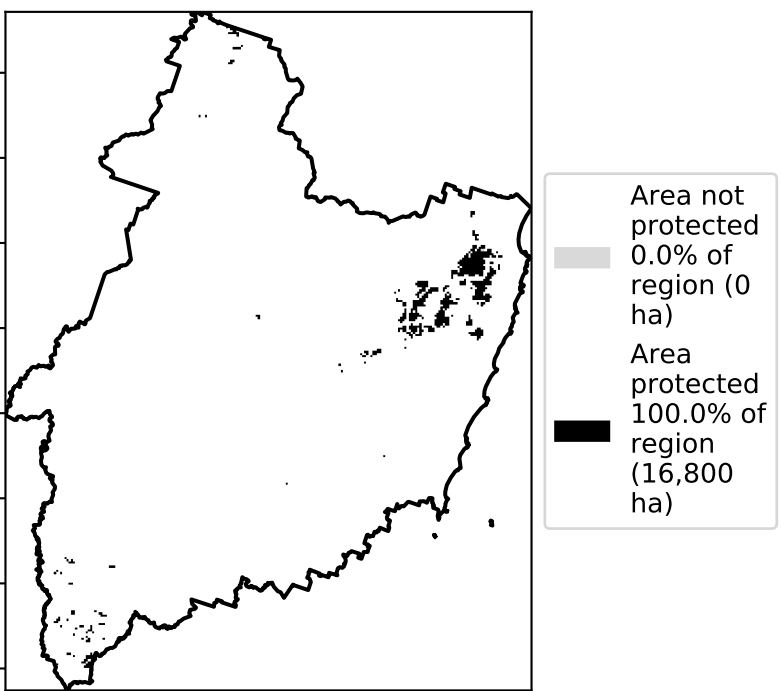 Area not
protected
0.0% of
region (0
ha)
Area
protected
100.0% of
region
(16,800
ha)